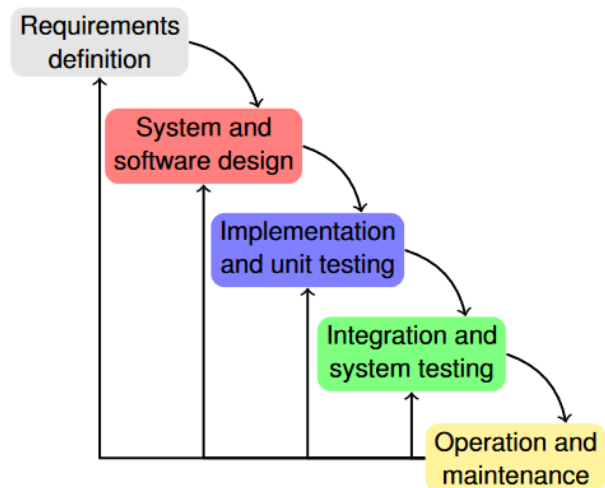 Requirements
definition
System and
software design
Implementation
and unit testing
Integration and
system testing
Operation and
maintenance